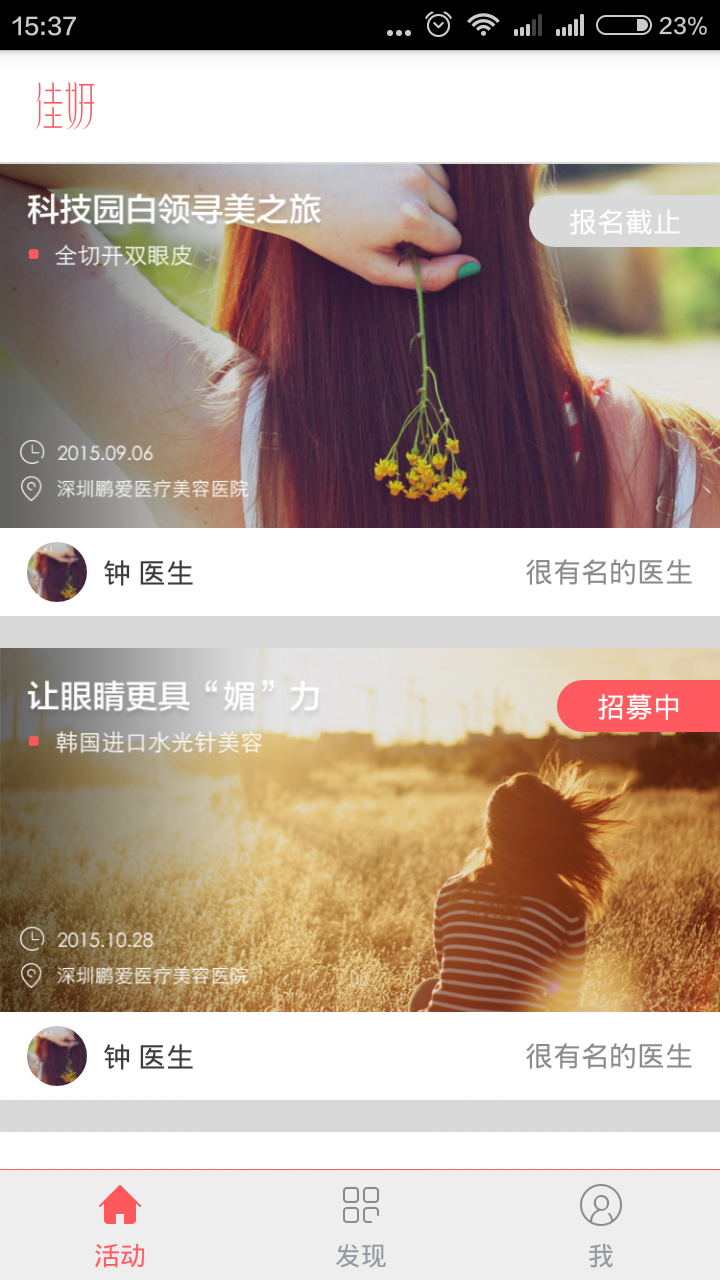 15:37
23%
佳妍
科技园白领寻美之旅
报名截止
全切开双眼皮
2015.09.06
深圳鹏爱医疗美容医院
钟 医生
很有名的医生
让眼睛更具“媚”力
招募中
韩国进口水光针美容
2015.10.28
深圳鹏爱医疗美容医院
钟 医生
很有名的医生
活动
发现
我